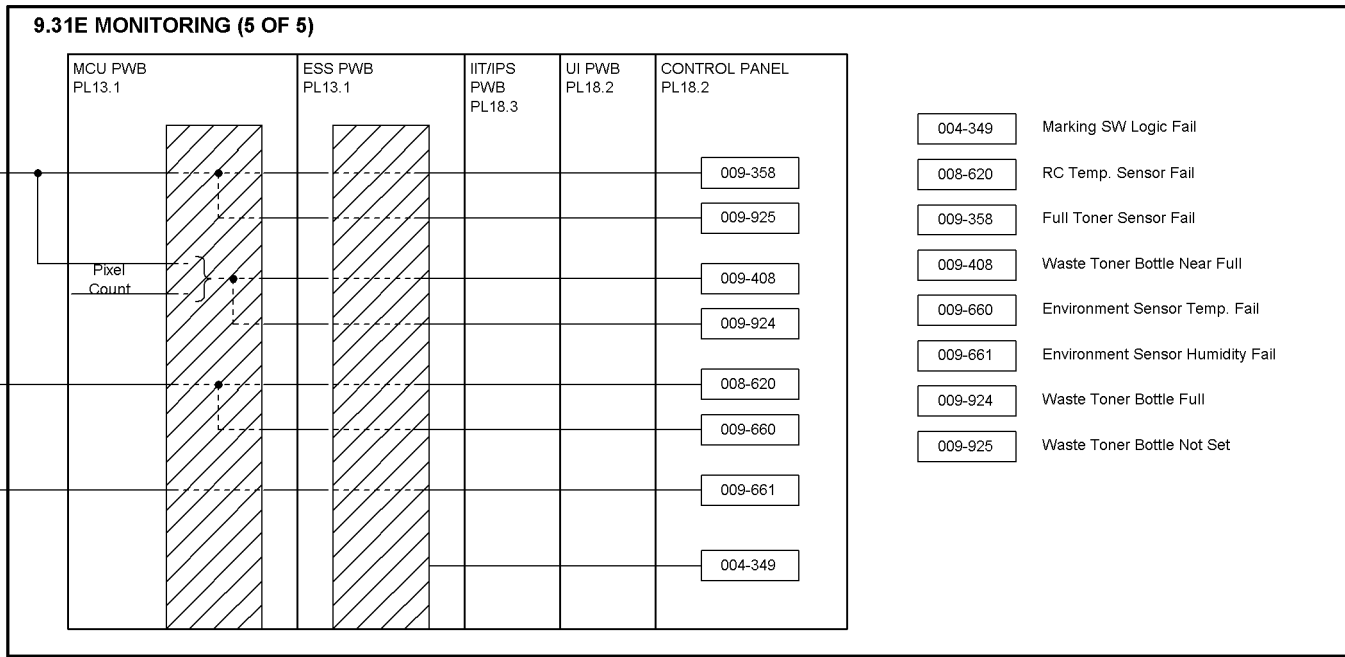 9.31E MONITORING (5 OF 5)
MCU PWB
PL13.1
ESS PWB
PL13.1
IIT/IPS
PWB
PL18.3
UI PWB
PL18.2
CONTROL PANEL
PL18.2
009-358
009-925
Pixel
Count
009-408
009-924
008-620
009-660
009-661
004-349
004-349 Marking SW Logic Fail
008-620 RC Temp. Sensor Fail
009-358 Full Toner Sensor Fail
009-408 Waste Toner Bottle Near Full
009-660 Environment Sensor Temp. Fail
009-661 Environment Sensor Humidity Fail
009-924 Waste Toner Bottle Full
009-925 Waste Toner Bottle Not Set